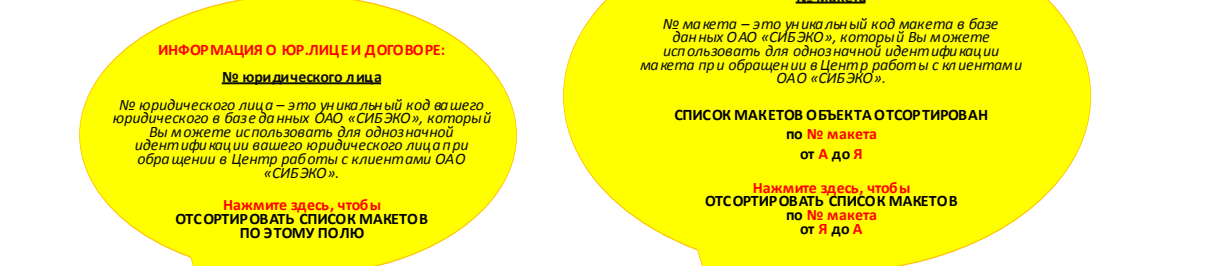 ИНФОРМАЦИЯ О ЮР.ЛИЦЕ И ДОГОВОРЕ:
№ юридического лица
№ юридического лица – это уникальный код вашего
юридического в базе данных ОАО «СИБЭКО», который
Вы можете использовать для однозначной
идентификации вашего юридического лица при
обращении в Центр работы с клиентами ОАО
«СИБЭКО».
Нажмите здесь, чтобы
ОТСОРТИРОВАТЬ СПИСОК МАКЕТОВ
ПО ЭТОМУ ПОЛЮ
№ макета – это уникальный код макета в базе
данных ОАО «СИБЭКО», который Вы можете
использовать для однозначной идентификации
макета при обращении в Центр работы с клиентами
ОАО «СИБЭКО».
СПИСОК МАКЕТОВ ОБЪЕКТА ОТСОРТИРОВАН
по № макета
от А до Я
Нажмите здесь, чтобы
ОТСОРТИРОВАТЬ СПИСОК МАКЕТОВ
по № макета
от Я до А